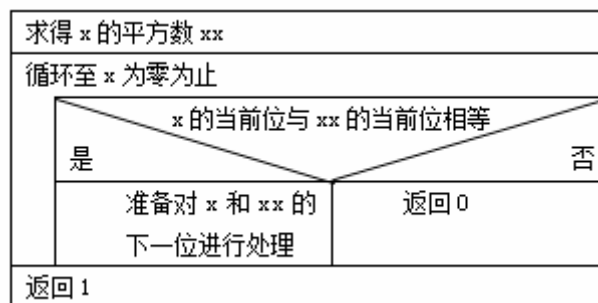 求得 x 的平方数 xx
循环至 x 为零为止
x 的当前位与 xx 的当前位相等
是
否
准备对 x 和 xx 的
下一位进行处理
返回 0
返回 1